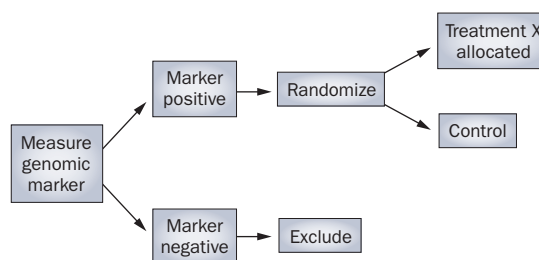 Treatment X
allocated
Marker
positive
Randomize
Control
Measure
genomic
marker
Marker
negative
Exclude